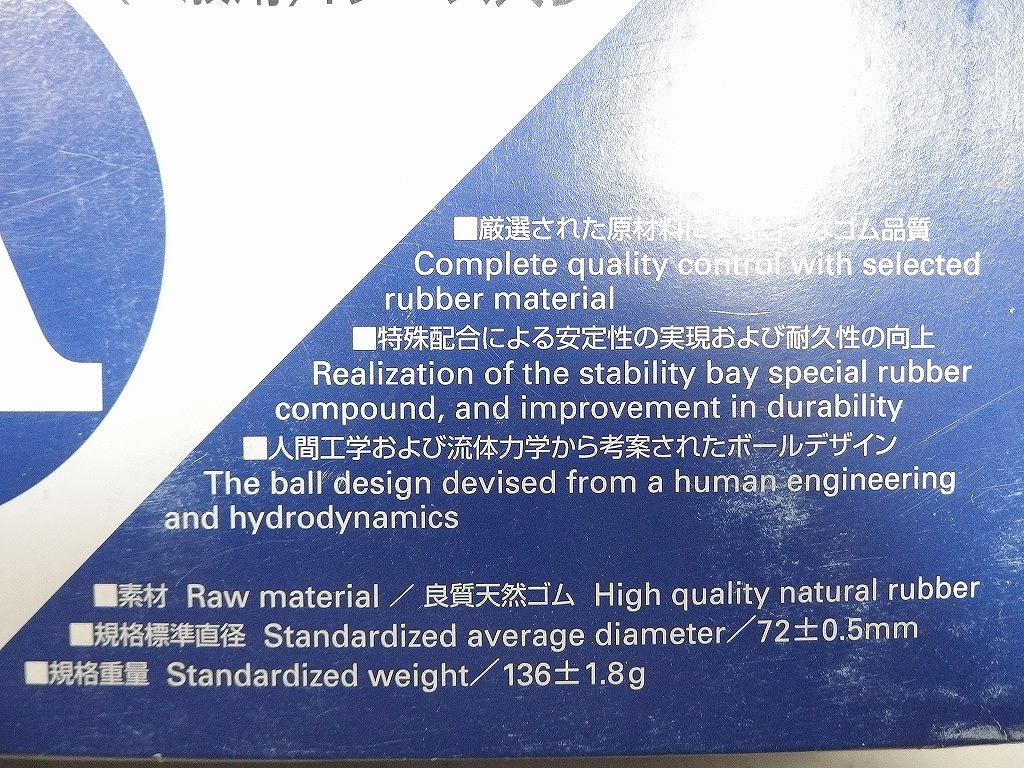 ■厳選された原材料に なゴム品質
Complete quality control with selected
rubber material
■特殊配合による安定性の実現および耐久性の向上
Realization of the stability bay special rubber
compound, and improvement in durability
■人間工学および流体力学から考案されたボールデザイン
The ball design devised from a human engineering
and hydrodynamics
■素材 Raw material／良質天然ゴム High quality natural rubber
■規格標準直径 Standardized average diameter／72±0.5mm
■規格重量 Standardized weight／136±1.8g